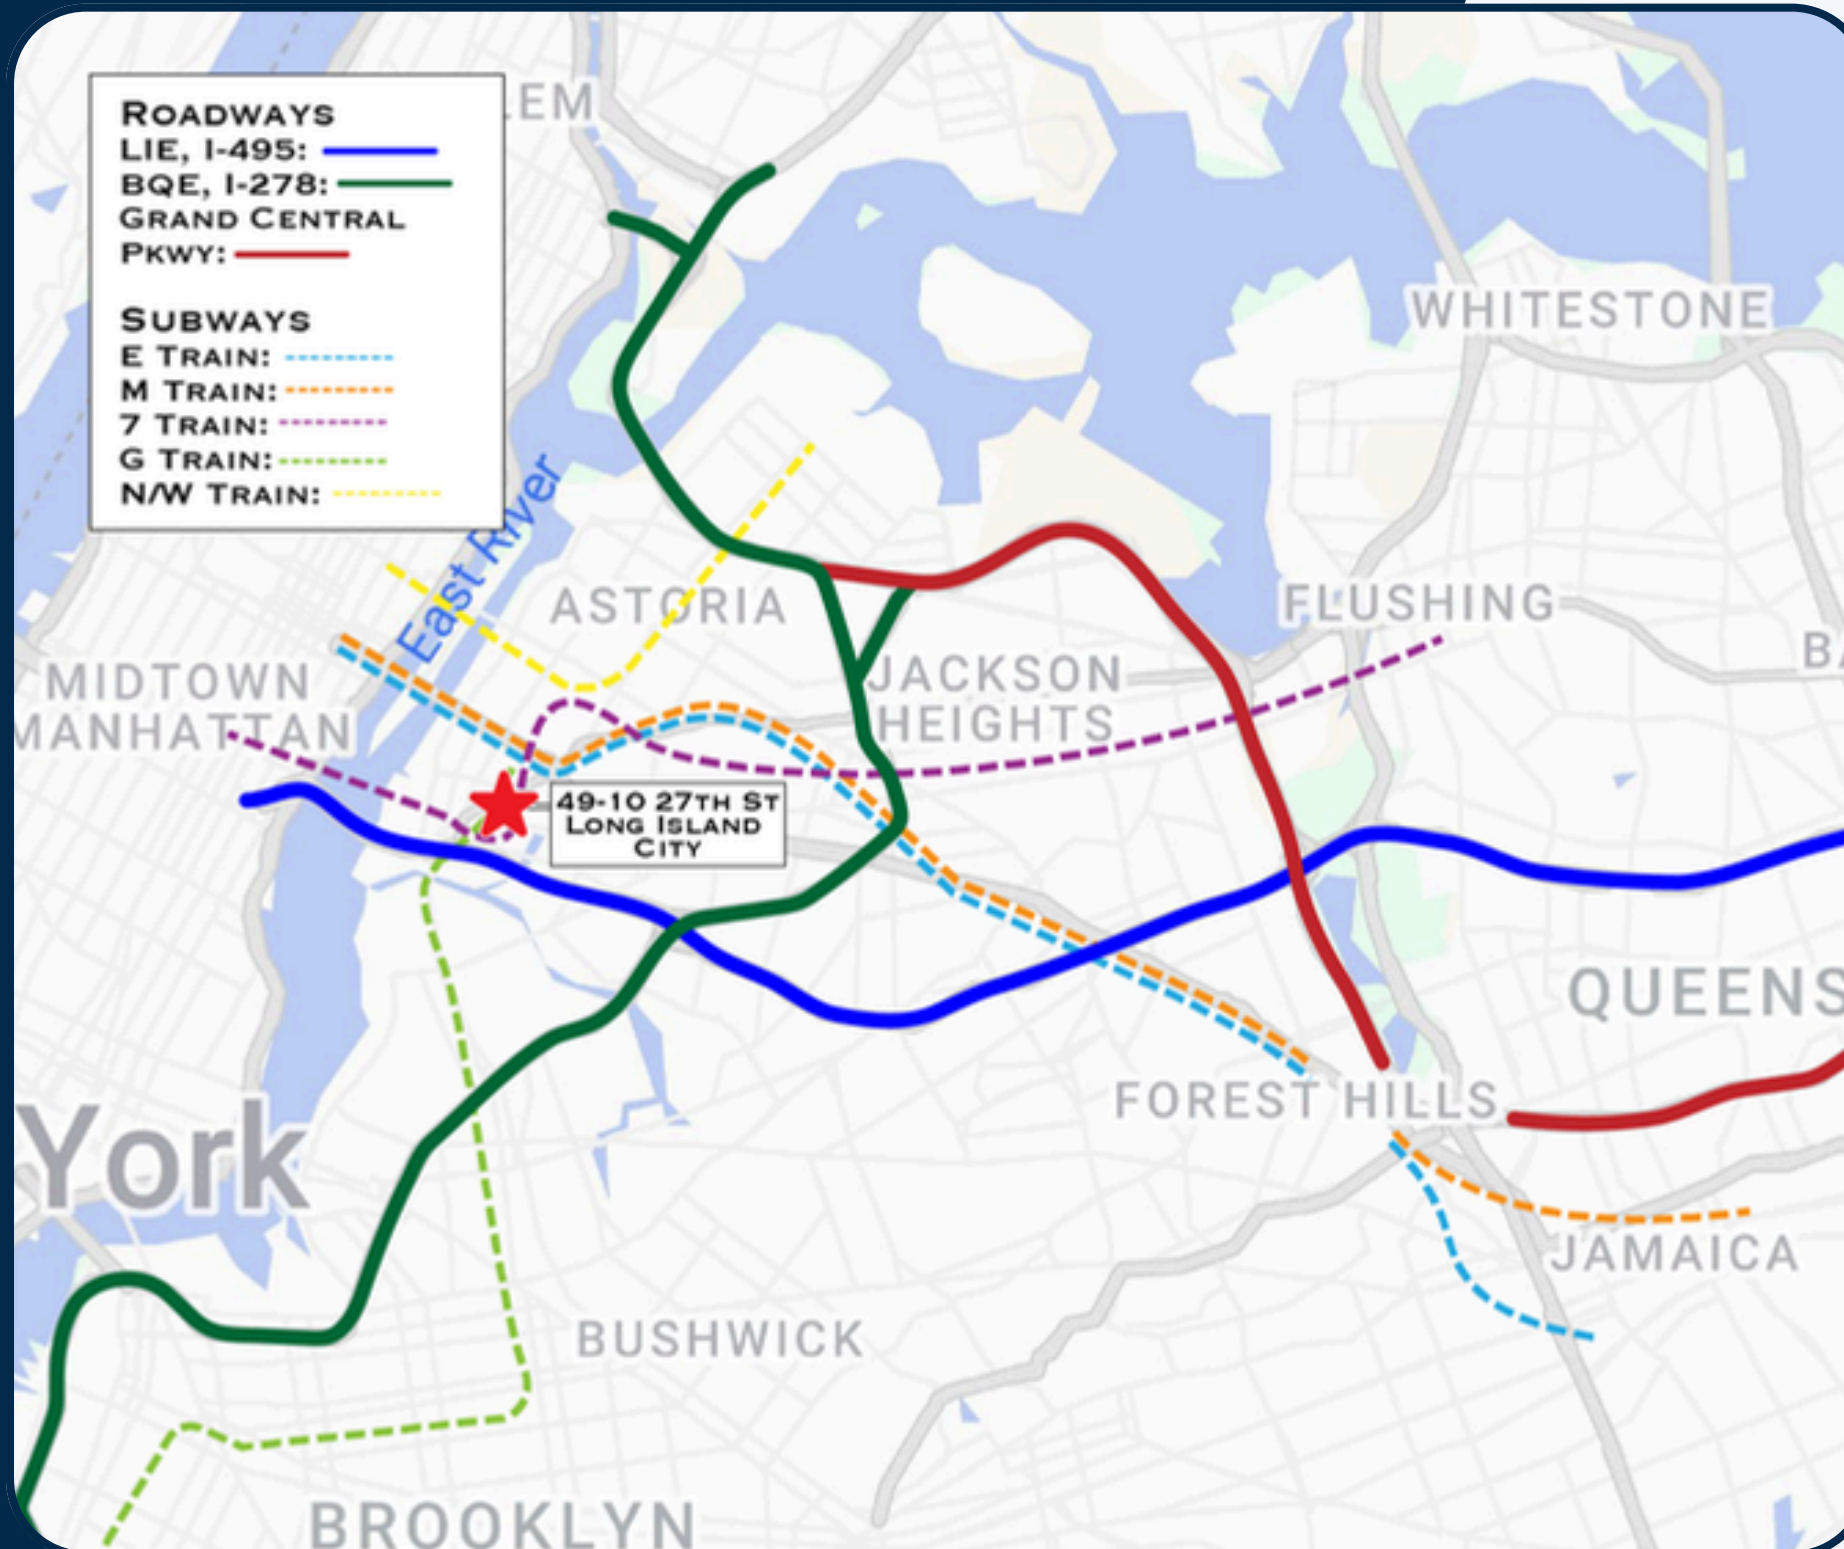 ROADWAYS
LIE, I-495:
BQE, I-278:
GRAND CENTRAL
PKWY:
SUBWAYS
E TRAIN:
M TRAIN:
7 TRAIN:
G TRAIN:
N/W TRAIN:
LEM
WHITESTONE
East River
ASTORIA
FLUSHING
BA
MIDTOWN
MANHATTAN
JACKSON
HEIGHTS
49-10 27TH ST
LONG ISLAND
CITY
QUEENS
FOREST HILLS
York
JAMAICA
BUSHWICK
BROOKLYN